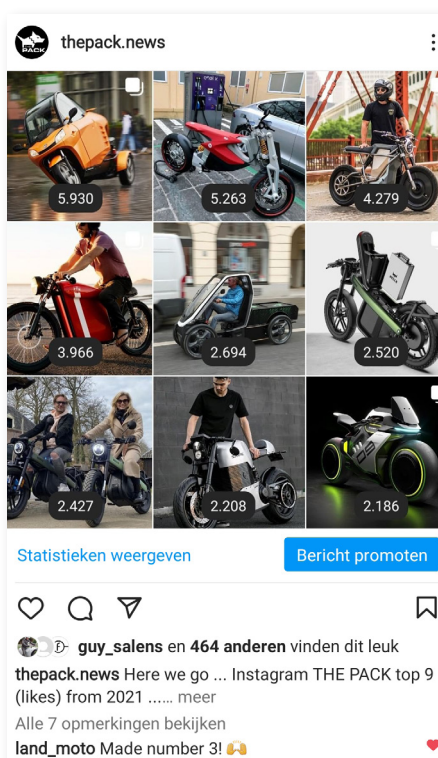 PACK
thepack.news
5.930
5.263
4.279
3.966
2.694
2.520
2.427
2.208
2.186
Statistieken weergeven
Bericht promoten
guy_salens en 464 anderen vinden dit leuk
thepack.news Here we go ... Instagram THE PACK top 9
(likes) from 2021 ...... meer
Alle 7 opmerkingen bekijken
land_moto Made number 3! 🙌